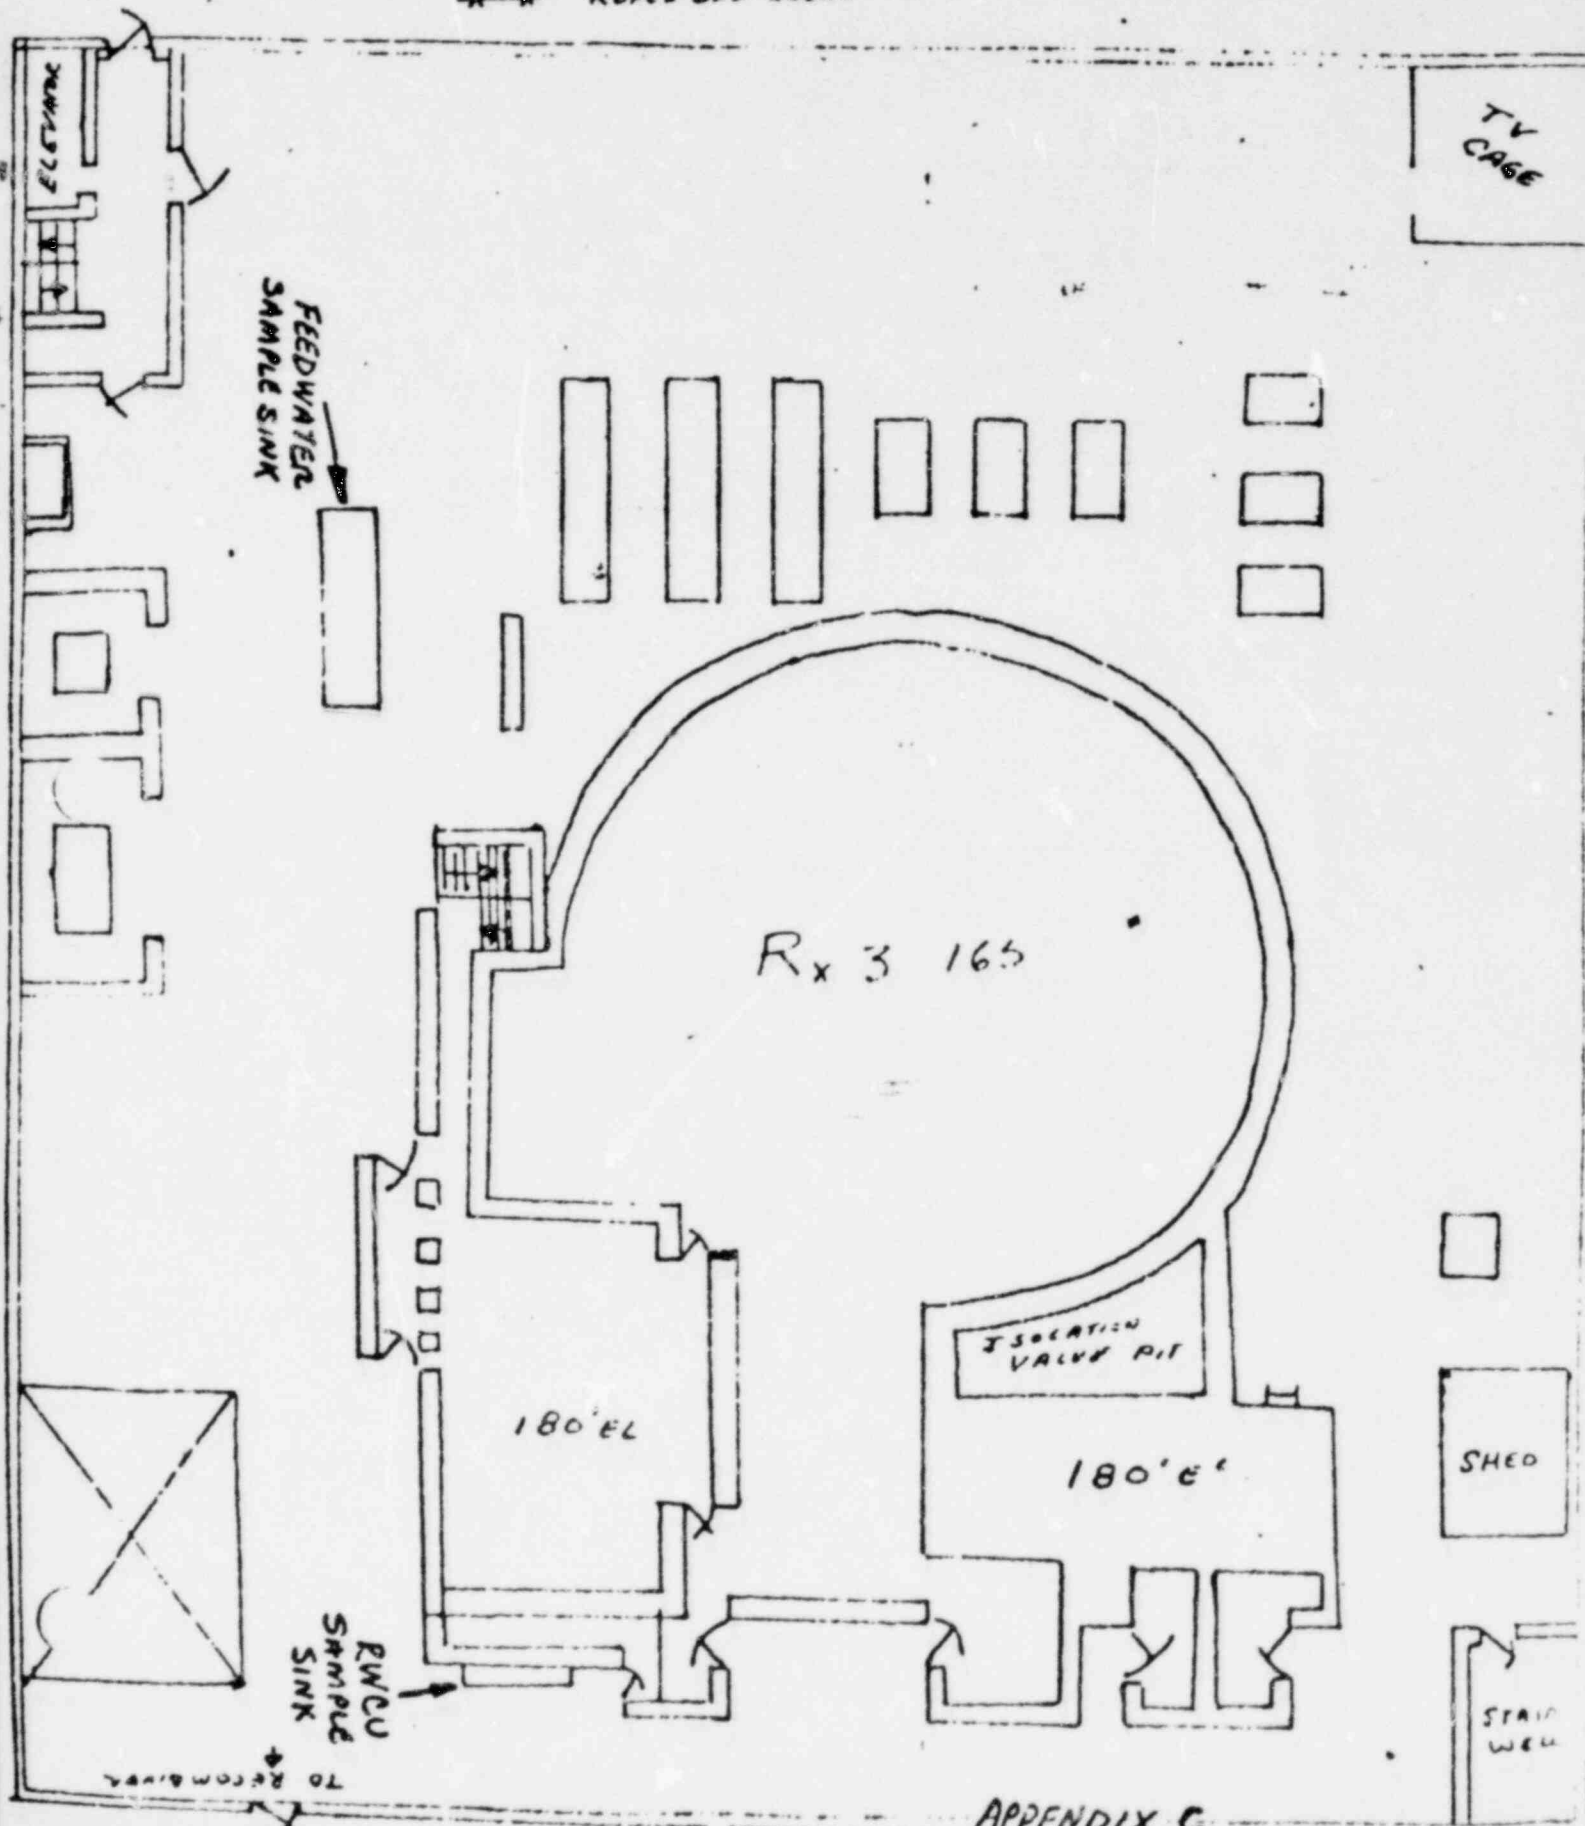 ELEVATOR
TV
CAGE
FEEDWATER
SAMPLE SINK
Rx 3 165
ISOLATION
VALVE PIT
180'EL
180'E
SHED
RWCU
SAMPLE
SINK
STAIR
WELL
TO RECOMBINER
APPENDIX C